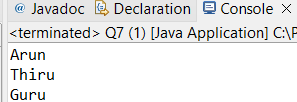 @ Javadoc Declaration Console
<terminated> Q7 (1) [Java Application] C:\P
Arun
Thiru
Guru